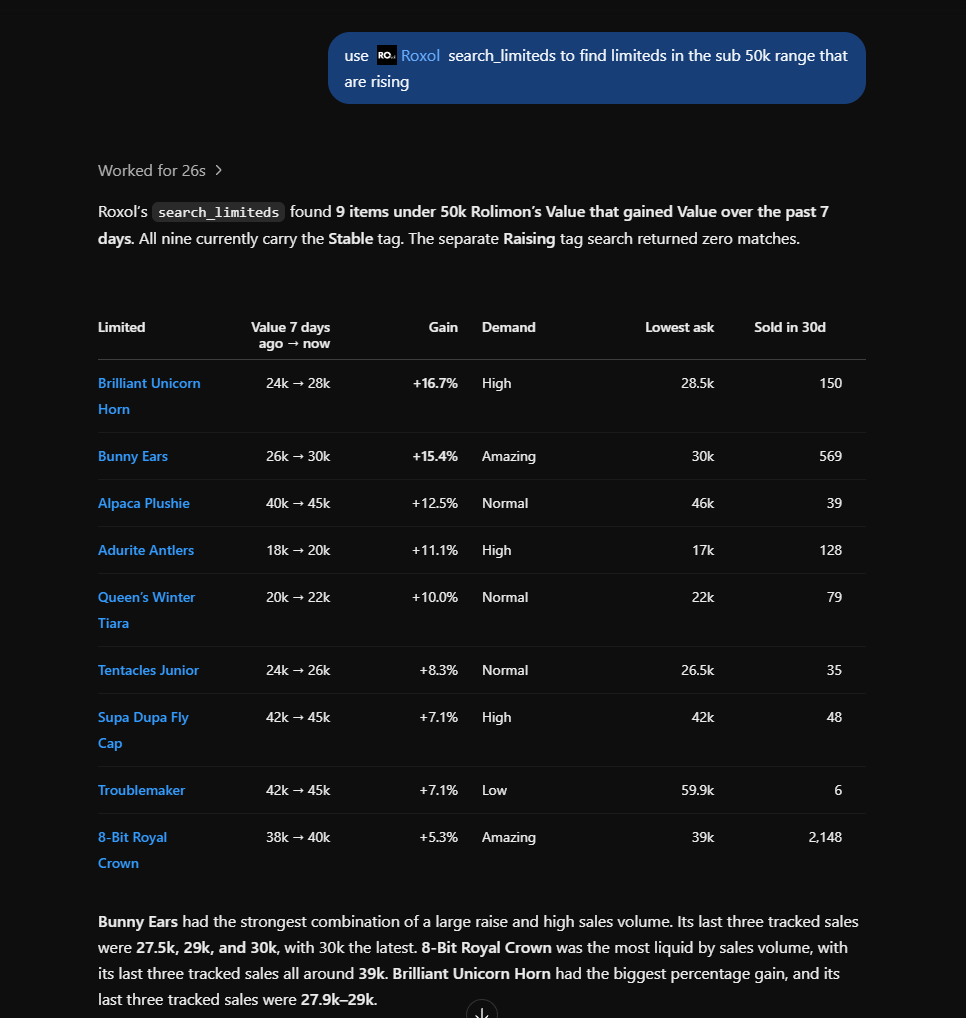 use RO.. Roxol search_limiteds to find limiteds in the sub 50k range that
are rising
Worked for 26s >
Roxol’s search_limiteds found 9 items under 50k Rolimon’s Value that gained Value over the past 7
days. All nine currently carry the Stable tag. The separate Raising tag search returned zero matches.
Limited Value 7 days ago → now Gain Demand Lowest ask Sold in 30d
Brilliant Unicorn Horn 24k → 28k +16.7% High 28.5k 150
Bunny Ears 26k → 30k +15.4% Amazing 30k 569
Alpaca Plushie 40k → 45k +12.5% Normal 46k 39
Adurite Antlers 18k → 20k +11.1% High 17k 128
Queen’s Winter Tiara 20k → 22k +10.0% Normal 22k 79
Tentacles Junior 24k → 26k +8.3% Normal 26.5k 35
Supa Dupa Fly Cap 42k → 45k +7.1% High 42k 48
Troublemaker 42k → 45k +7.1% Low 59.9k 6
8-Bit Royal Crown 38k → 40k +5.3% Amazing 39k 2,148
Bunny Ears had the strongest combination of a large raise and high sales volume. Its last three tracked sales
were 27.5k, 29k, and 30k, with 30k the latest. 8-Bit Royal Crown was the most liquid by sales volume, with
its last three tracked sales all around 39k. Brilliant Unicorn Horn had the biggest percentage gain, and its
last three tracked sales were 27.9k–29k.